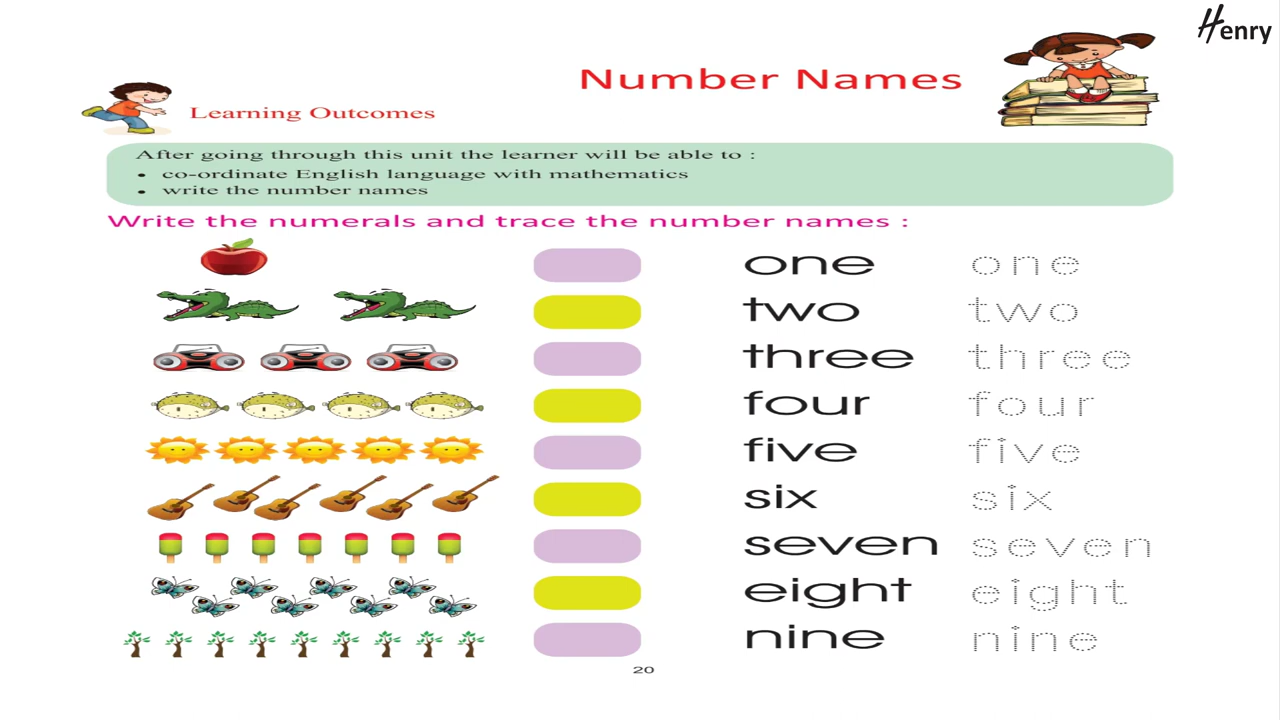 Henry
Number Names
Learning Outcomes
After going through this unit the learner will be able to :
• co-ordinate English language with mathematics
• write the number names
Write the numerals and trace the number names :
one one
two two
three three
four four
five five
six six
seven seven
eight eight
nine nine
20